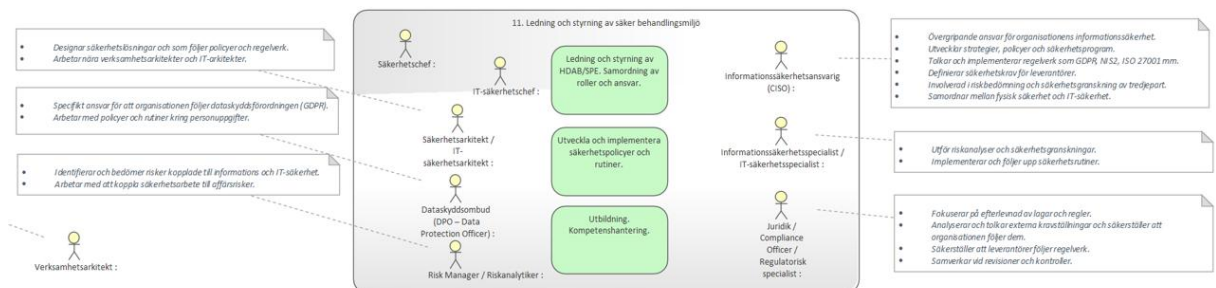 11. Ledning och styrning av säker behandlingsmiljö
Designar säkerhetslösningar och som följer policyer och regelverk.
Arbetar nära verksamhetsarkitekter och IT-arkitekter.
Specifikt ansvar för att organisationen följer dataskyddsförordningen (GDPR).
Arbetar med policyer och rutiner kring personuppgifter.
Identifierar och bedömer risker kopplade till informations och IT-säkerhet.
Arbetar med att koppla säkerhetsarbete till affärsrisker.
Verksamhetsarkitekt :
Säkerhetschef :
IT-säkerhetschef :
Säkerhetsarkitekt /
IT-
säkerhetsarkitekt :
Dataskyddsombud
(DPO – Data
Protection Officer) :
Risk Manager / Riskanalytiker :
Ledning och styrning av
HDAB/SPE. Samordning av
roller och ansvar.
Utveckla och implementera
säkerhetspolicyer och
rutiner.
Utbildning.
Kompetenshantering.
Informationssäkerhetsansvarig
(CISO) :
Informationssäkerhetsspecialist /
IT-säkerhetsspecialist :
Juridik /
Compliance
Officer /
Regulatorisk
specialist :
Övergripande ansvar för organisationens informationssäkerhet.
Utvecklar strategier, policyer och säkerhetsprogram.
Tolkar och implementerar regelverk som GDPR, NIS2, ISO 27001 mm.
Definierar säkerhetskrav för leverantörer.
Involverad i riskbedömning och säkerhetsgranskning av tredjepart.
Samordnar mellan fysisk säkerhet och IT-säkerhet.
Utför riskanalyser och säkerhetsgranskningar.
Implementerar och följer upp säkerhetsrutiner.
Fokuserar på efterlevnad av lagar och regler.
Analyserar och tolkar externa kravställningar och säkerställer att
organisationen följer dem.
Säkerställer att leverantörer följer regelverk.
Samverkar vid revisioner och kontroller.